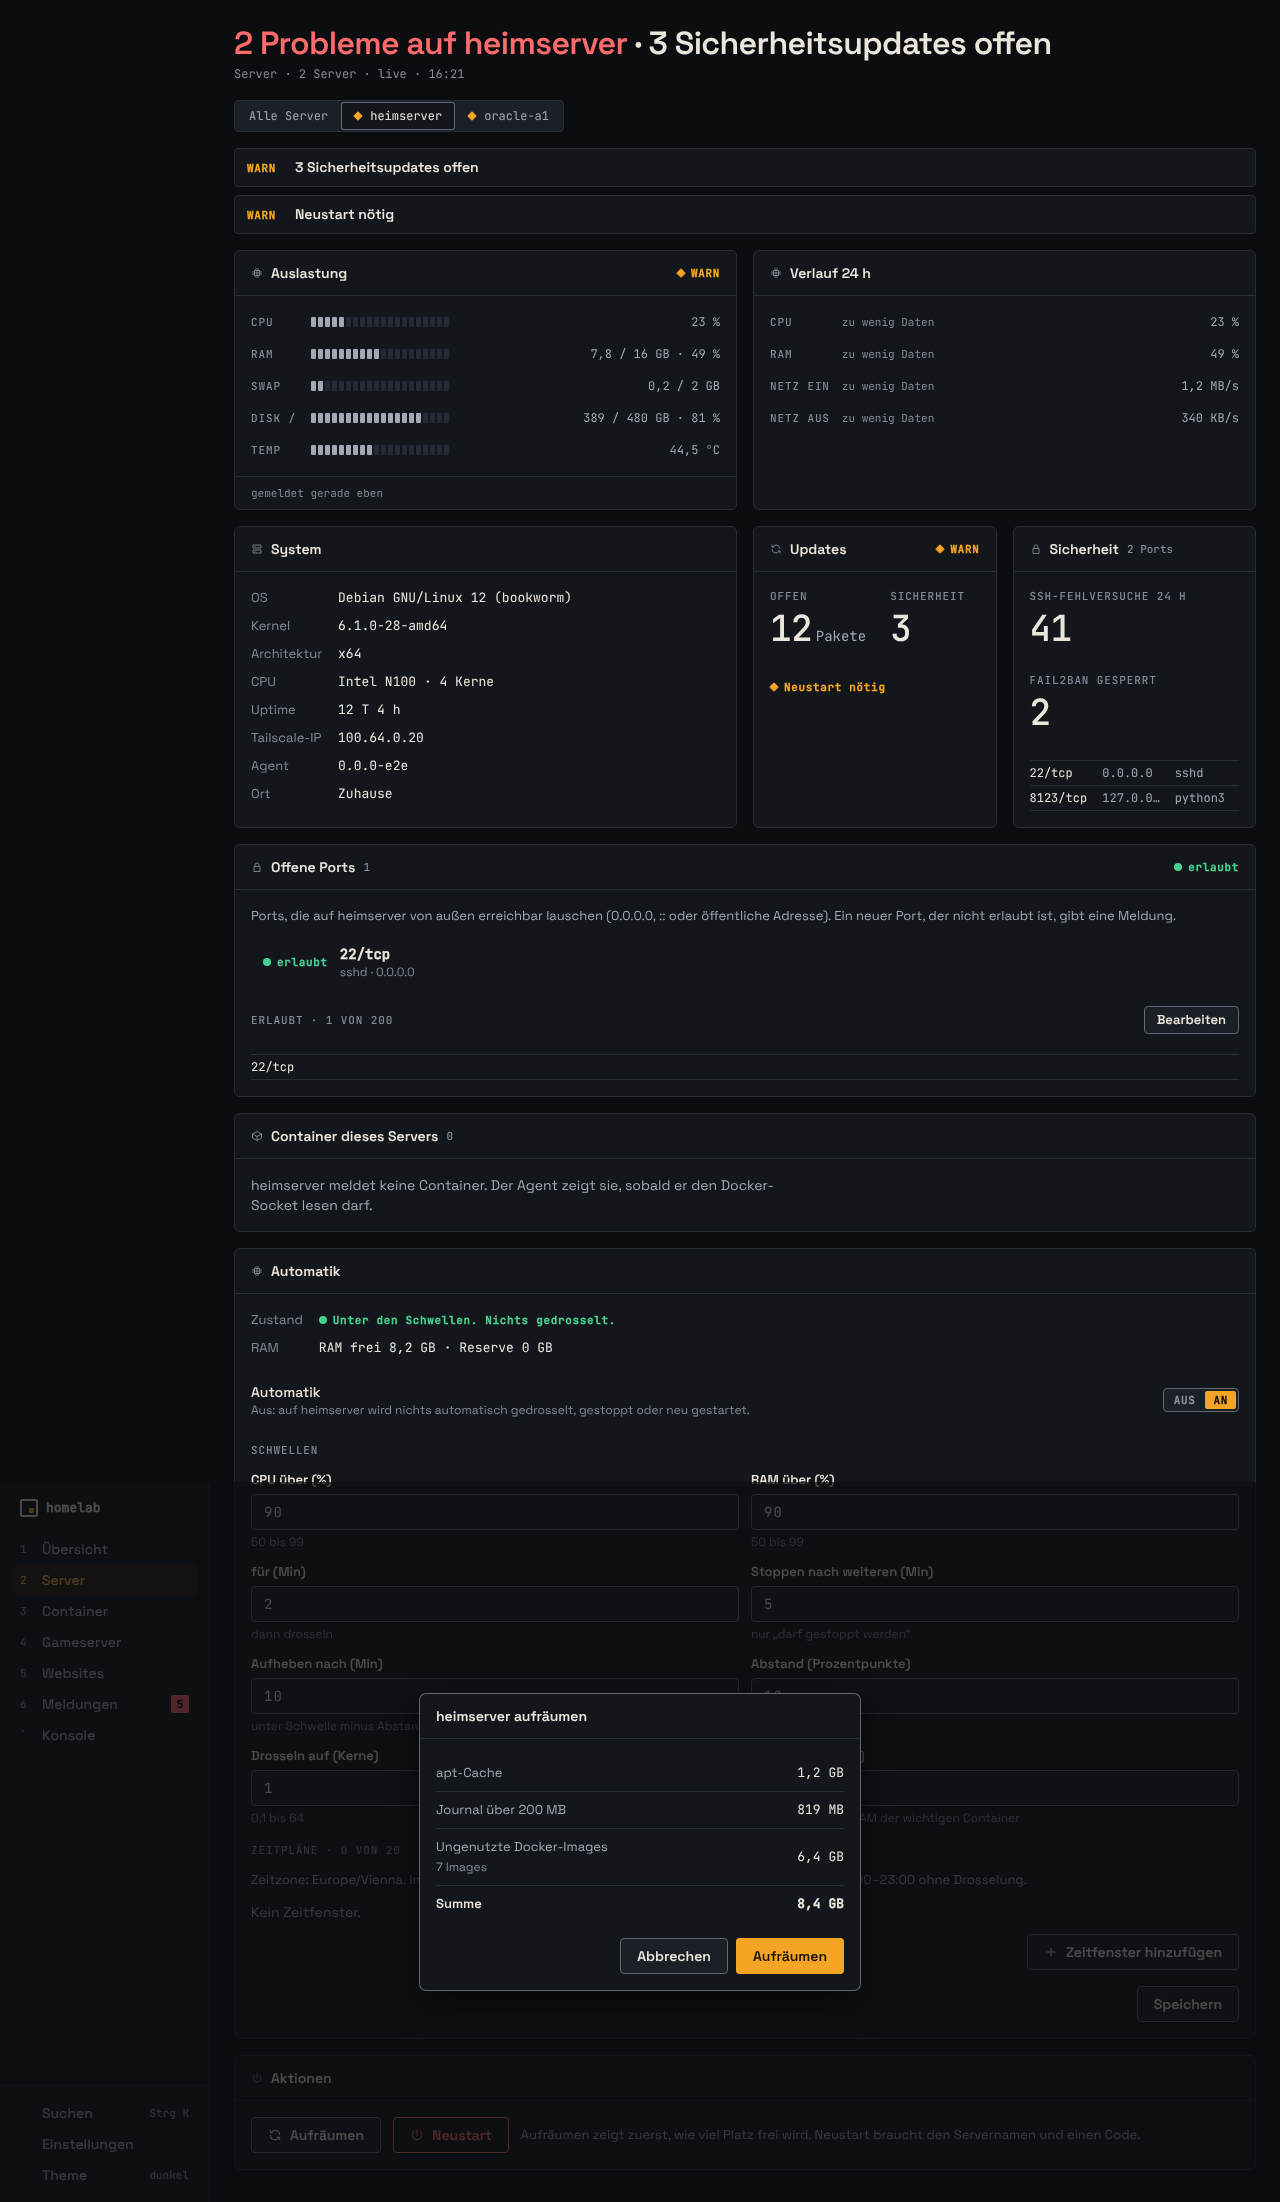 2 Probleme auf heimserver · 3 Sicherheitsupdates offen
Server · 2 Server · live · 16:21
Alle Server
heimserver
oracle-a1
WARN 3 Sicherheitsupdates offen
WARN Neustart nötig
Auslastung WARN
CPU 23 %
RAM 7,8 / 16 GB · 49 %
SWAP 0,2 / 2 GB
DISK / 389 / 480 GB · 81 %
TEMP 44,5 °C
gemeldet gerade eben
Verlauf 24 h
CPU zu wenig Daten 23 %
RAM zu wenig Daten 49 %
NETZ EIN zu wenig Daten 1,2 MB/s
NETZ AUS zu wenig Daten 340 KB/s
System
OS Debian GNU/Linux 12 (bookworm)
Kernel 6.1.0-28-amd64
Architektur x64
CPU Intel N100 · 4 Kerne
Uptime 12 T 4 h
Tailscale-IP 100.64.0.20
Agent 0.0.0-e2e
Ort Zuhause
Updates WARN
OFFEN SICHERHEIT
12 Pakete 3
Neustart nötig
Sicherheit 2 Ports
SSH-FEHLVERSUCHE 24 H
41
FAIL2BAN GESPERRT
2
22/tcp 0.0.0.0 sshd
8123/tcp 127.0.0… python3
Offene Ports 1 erlaubt
Ports, die auf heimserver von außen erreichbar lauschen (0.0.0.0, :: oder öffentliche Adresse). Ein neuer Port, der nicht erlaubt ist, gibt eine Meldung.
erlaubt 22/tcp
sshd · 0.0.0.0
ERLAUBT · 1 VON 200 Bearbeiten
22/tcp
Container dieses Servers 0
heimserver meldet keine Container. Der Agent zeigt sie, sobald er den Docker-
Socket lesen darf.
Automatik
Zustand Unter den Schwellen. Nichts gedrosselt.
RAM RAM frei 8,2 GB · Reserve 0 GB
Automatik
Aus: auf heimserver wird nichts automatisch gedrosselt, gestoppt oder neu gestartet.
AUS AN
SCHWELLEN
CPU über (%) RAM über (%)
90 90
50 bis 99 50 bis 99
für (Min) Stoppen nach weiteren (Min)
2 5
dann drosseln nur „darf gestoppt werden“
Aufheben nach (Min) Abstand (Prozentpunkte)
10
unter Schwelle minus Abstan
Drosseln auf (Kerne) )
1
0,1 bis 64 AM der wichtigen Container
ZEITPLÄNE · 0 VON 20
Zeitzone: Europe/Vienna. In 0–23:00 ohne Drosselung.
Kein Zeitfenster.
Zeitfenster hinzufügen
Speichern
heimserver aufräumen
apt-Cache 1,2 GB
Journal über 200 MB 819 MB
Ungenutzte Docker-Images 6,4 GB
7 Images
Summe 8,4 GB
Abbrechen Aufräumen
Aktionen
Aufräumen Neustart Aufräumen zeigt zuerst, wie viel Platz frei wird. Neustart braucht den Servernamen und einen Code.
homelab
1 Übersicht
2 Server
3 Container
4 Gameserver
5 Websites
6 Meldungen 5
` Konsole
Suchen Strg K
Einstellungen
Theme dunkel